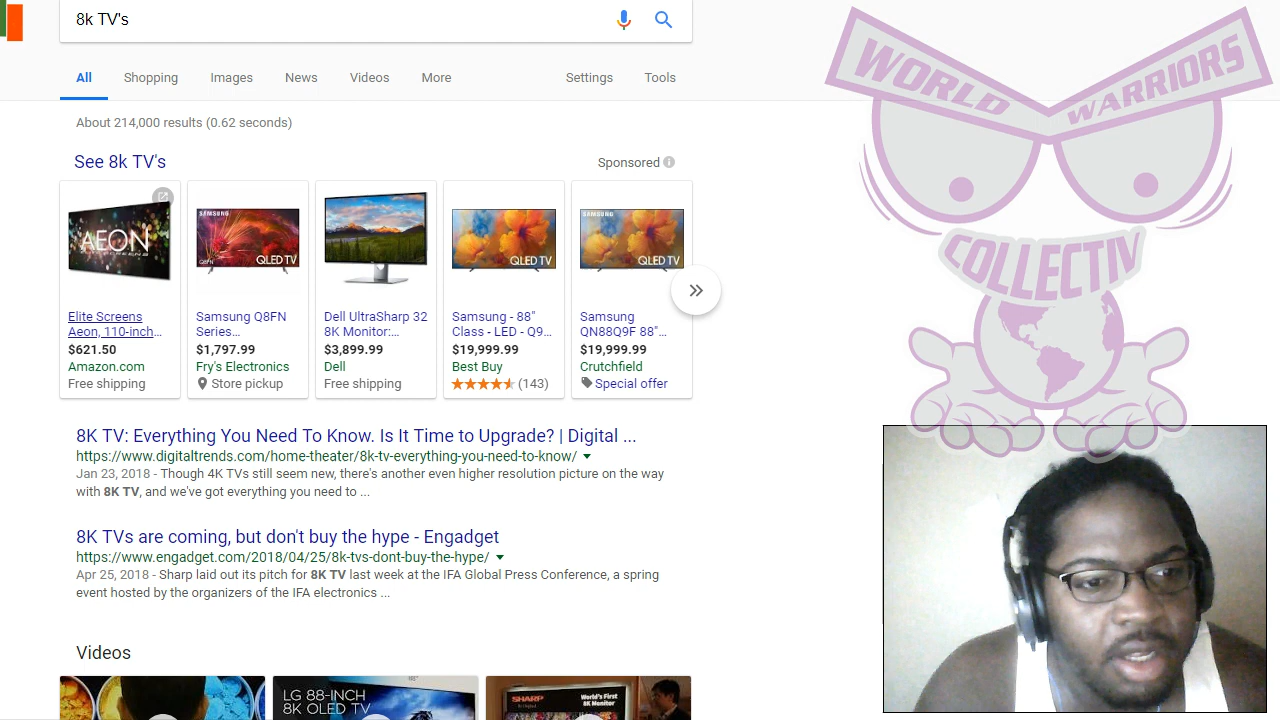 8k TV's
All Shopping Images News Videos More Settings Tools
About 214,000 results (0.62 seconds)
See 8k TV's
Sponsored
AEON
Elite Screens
Aeon, 110-inch...
$621.50
Amazon.com
Free shipping
SAMSUNG
Q8FN
QLED TV
Samsung Q8FN
Series...
$1,797.99
Fry's Electronics
Store pickup
Dell UltraSharp 32
8K Monitor:...
$3,899.99
Dell
Free shipping
QLED TV
Samsung - 88"
Class - LED - Q9...
$19,999.99
Best Buy
(143)
SAMSUNG
QLED TV
Samsung
QN88Q9F 88"...
$19,999.99
Crutchfield
Special offer
8K TV: Everything You Need To Know. Is It Time to Upgrade? | Digital ...
https://www.digitaltrends.com/home-theater/8k-tv-everything-you-need-to-know/
Jan 23, 2018 - Though 4K TVs still seem new, there's another even higher resolution picture on the way
with 8K TV, and we've got everything you need to ...
8K TVs are coming, but don't buy the hype - Engadget
https://www.engadget.com/2018/04/25/8k-tvs-dont-buy-the-hype/
Apr 25, 2018 - Sharp laid out its pitch for 8K TV last week at the IFA Global Press Conference, a spring
event hosted by the organizers of the IFA electronics ...
Videos
LG 88-INCH
8K OLED TV
SHARP
World's First
8K Monitor
WORLD WARRIORS
COLLECTIV